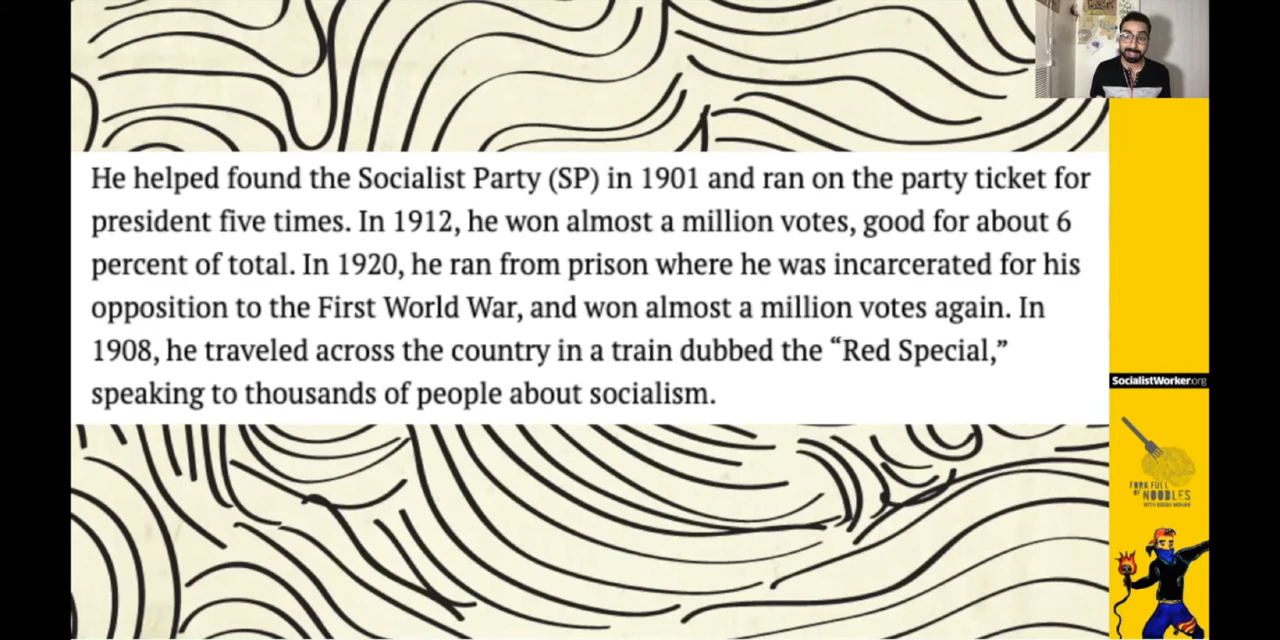 He helped found the Socialist Party (SP) in 1901 and ran on the party ticket for
president five times. In 1912, he won almost a million votes, good for about 6
percent of total. In 1920, he ran from prison where he was incarcerated for his
opposition to the First World War, and won almost a million votes again. In
1908, he traveled across the country in a train dubbed the “Red Special,”
speaking to thousands of people about socialism.
SocialistWorker.org
FORK FULL
OF NOODLES